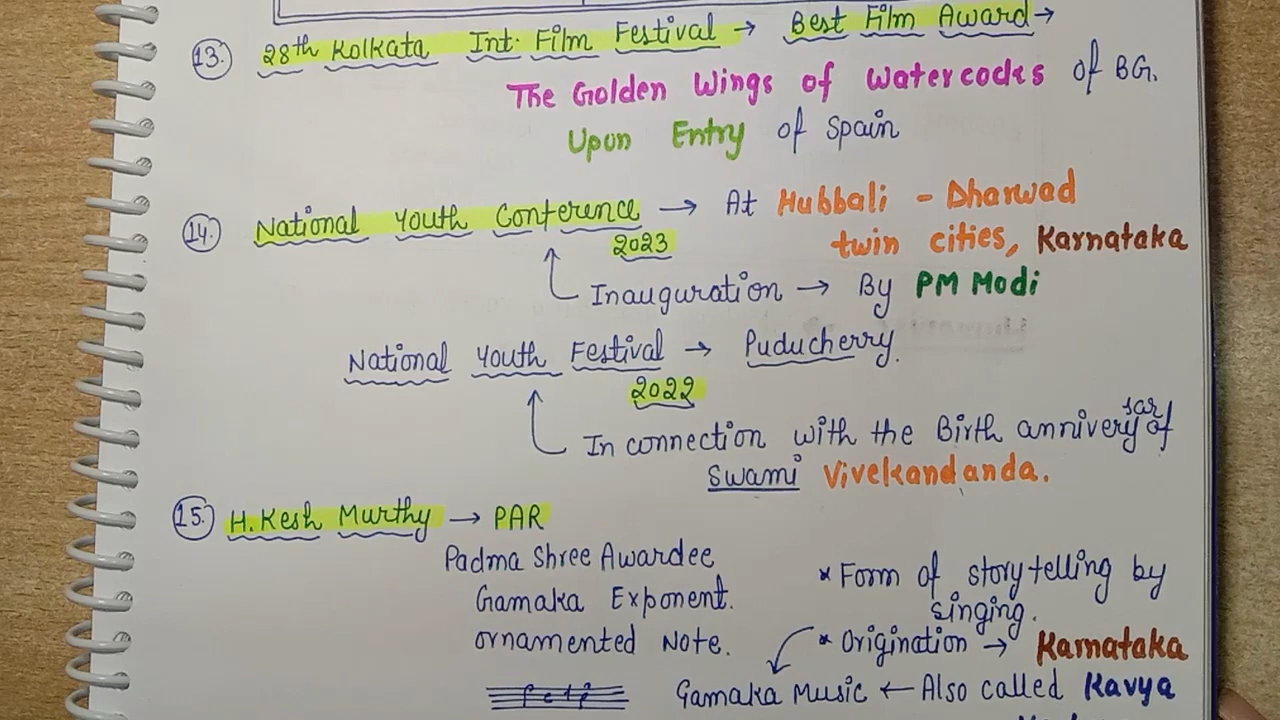 13. 28th Kolkata Int. Film Festival → Best Film Award →
The Golden Wings of Watercocks of BG.
Upon Entry of Spain
14. National Youth Conference → At Hubbali - Dharwad
2023 twin cities, Karnataka
Inauguration → By PM Modi
National Youth Festival → Puducherry.
2022
In connection with the Birth anniversary of
Swami Vivekandanda.
15. H. Kesh Murthy → PAR
Padma Shree Awardee
Gamaka Exponent.
ornamented Note.
* Form of storytelling by
singing.
* Origination → Karnataka
Gamaka Music ← Also called Kavya